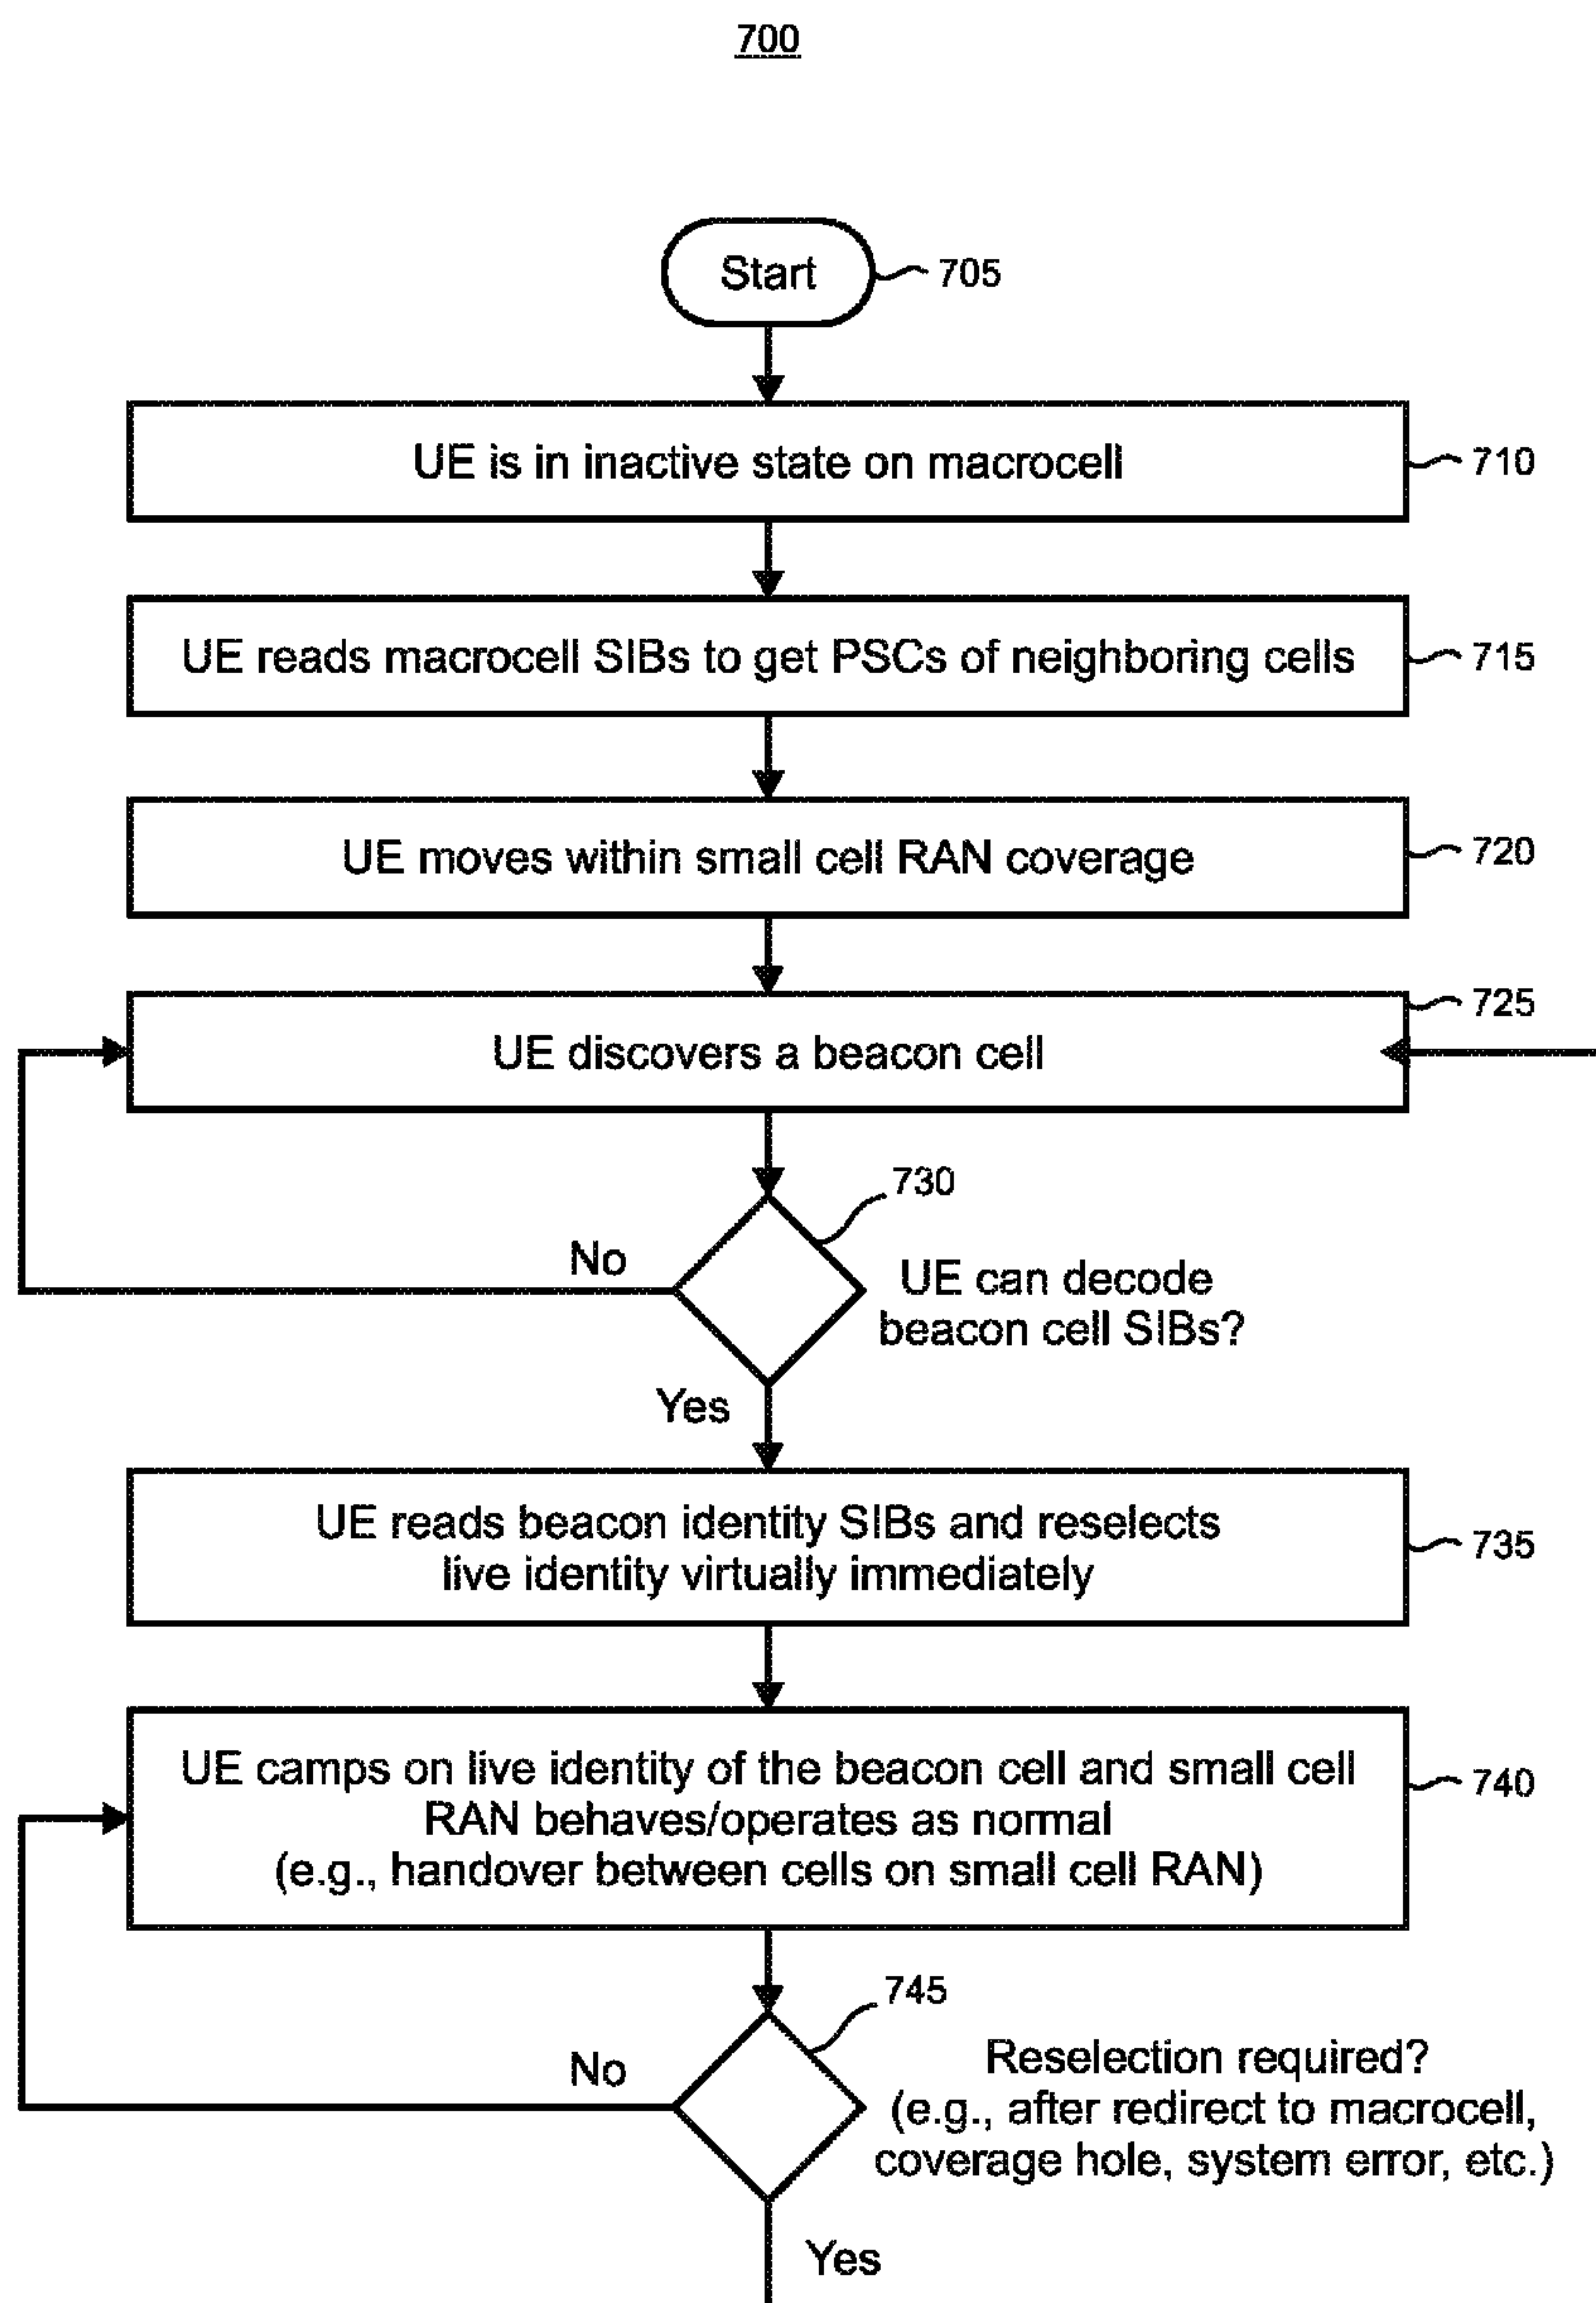 700
Start
705
UE is in inactive state on macrocell
710
UE reads macrocell SIBs to get PSCs of neighboring cells
715
UE moves within small cell RAN coverage
720
725
UE discovers a beacon cell
730
No
UE can decode
beacon cell SIBs?
Yes
UE reads beacon identity SIBs and reselects
live identity virtually immediately
735
UE camps on live identity of the beacon cell and small cell
RAN behaves/operates as normal
(e.g., handover between cells on small cell RAN)
740
745
No
Reselection required?
(e.g., after redirect to macrocell,
coverage hole, system error, etc.)
Yes